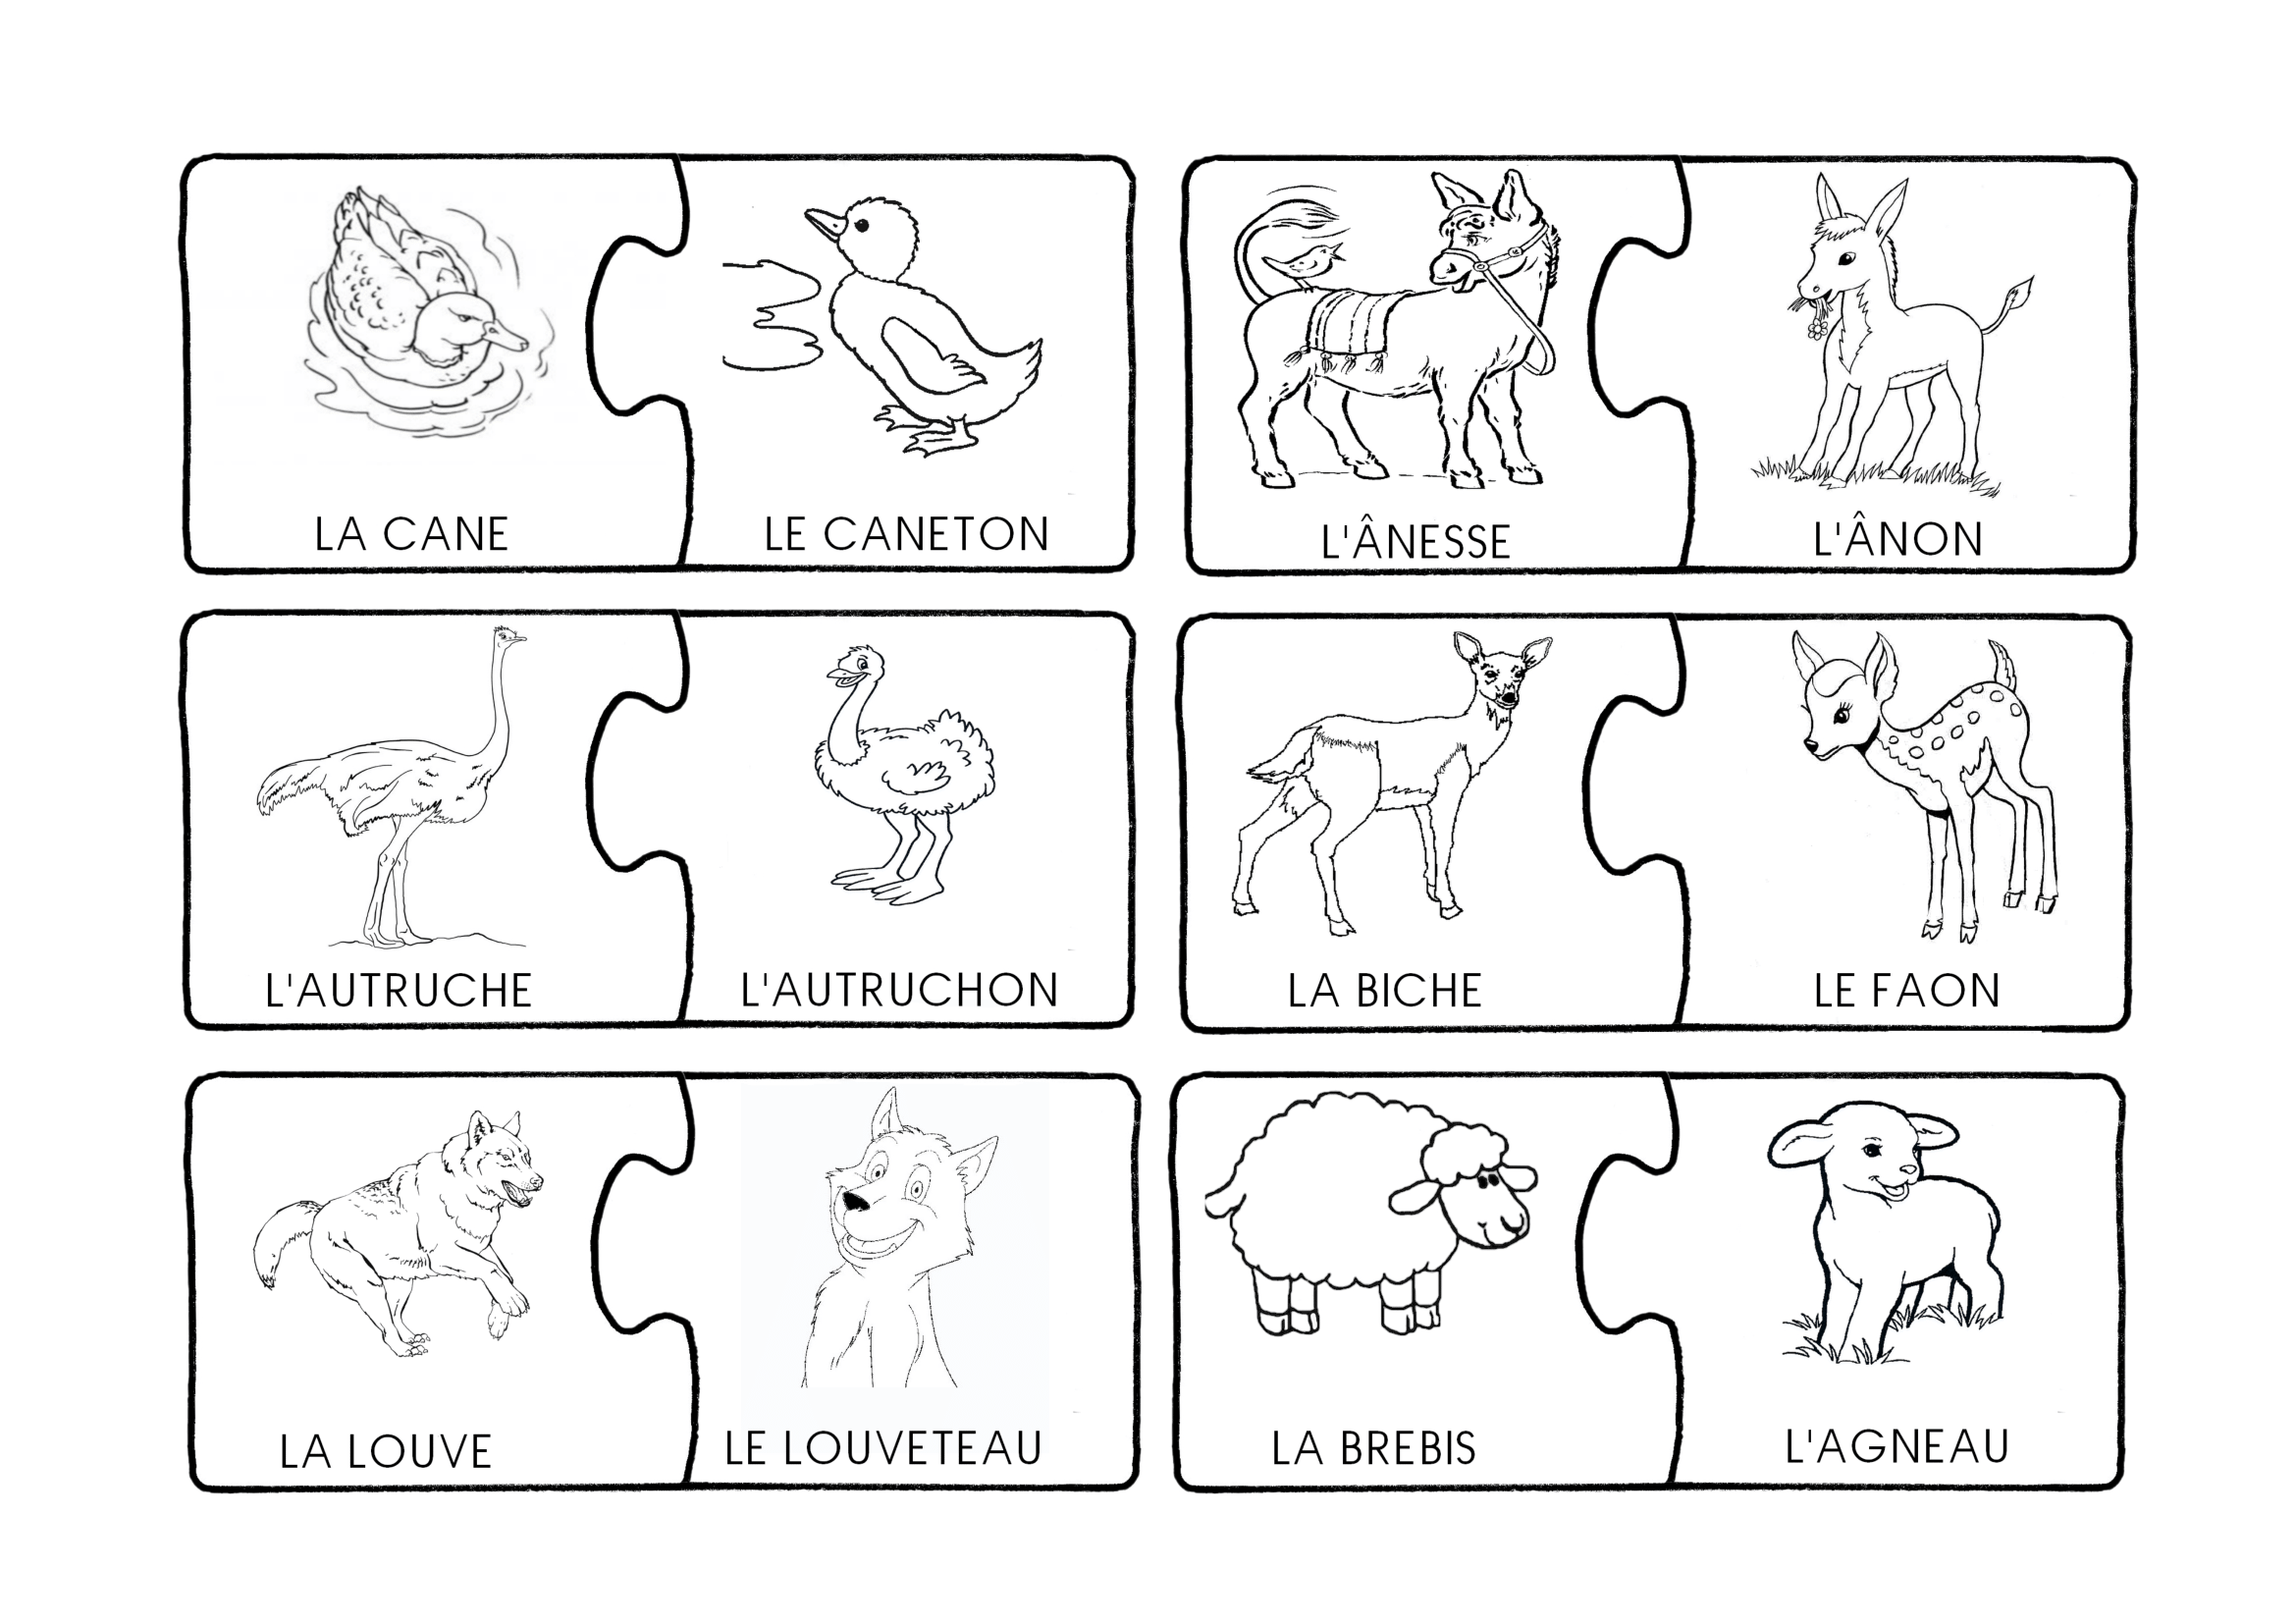 LA CANE
LE CANETON
L'ÂNESSE
L'ÂNON
L'AUTRUCHE
L'AUTRUCHON
LA BICHE
LE FAON
LA LOUVE
LE LOUVETEAU
LA BREBIS
L'AGNEAU